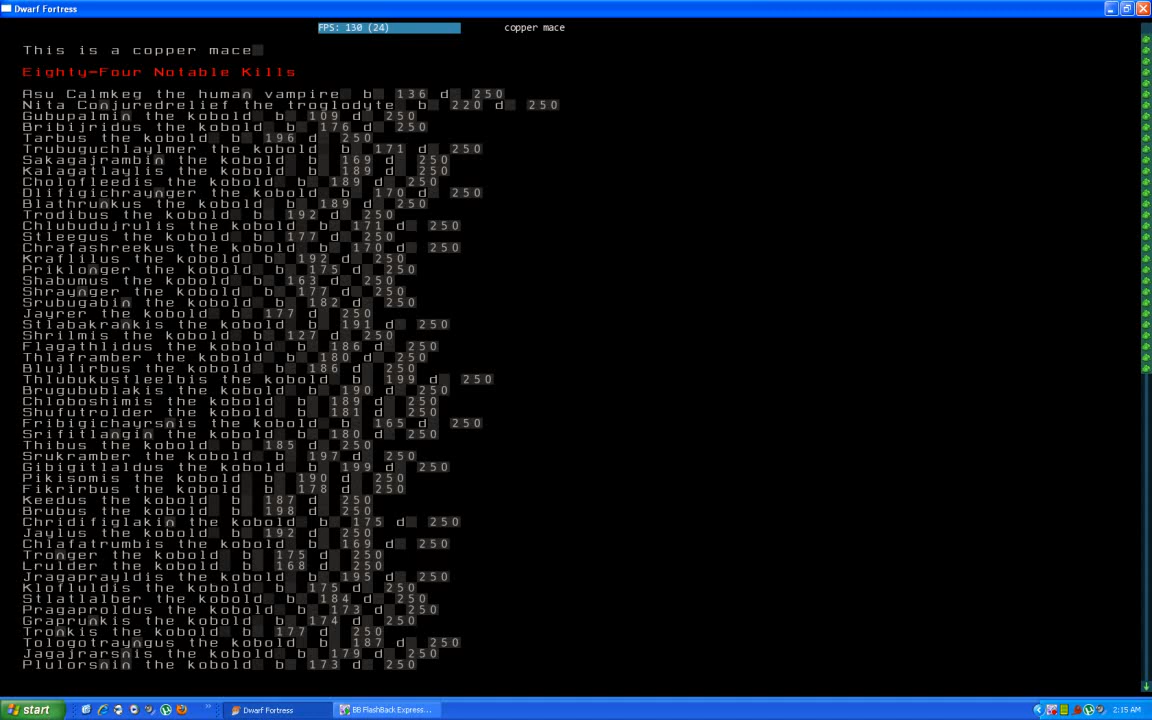 Dwarf Fortress
FPS: 130 (24)
copper mace
This is a copper mace
Eighty-Four Notable Kills
Asu Calmkeg the human vampire b 136 d 250
Nita Conjuredrelief the troglodyte b 220 d 250
Gubupalmin the kobold b 109 d 250
Bribijridus the kobold b 176 d 250
Tarbus the kobold b 196 d 250
Trubuguchlaylmer the kobold b 171 d 250
Sakagajrambin the kobold b 169 d 250
Kalagatlaylis the kobold b 189 d 250
Cholofleedis the kobold b 189 d 250
Olifigichraynger the kobold b 170 d 250
Blathrunkus the kobold b 189 d 250
Trodibus the kobold b 192 d 250
Chlubudujrulis the kobold b 171 d 250
Stleegus the kobold b 177 d 250
Chrafashreekus the kobold b 170 d 250
Kraflilus the kobold b 192 d 250
Priklonger the kobold b 175 d 250
Shabumus the kobold b 163 d 250
Shraynger the kobold b 177 d 250
Srubugabin the kobold b 182 d 250
Jayrer the kobold b 177 d 250
Stlabakrankis the kobold b 191 d 250
Shrilmis the kobold b 127 d 250
Flagathlidus the kobold b 186 d 250
Thlaframber the kobold b 180 d 250
Blujlirbus the kobold b 186 d 250
Thlubukustleelbis the kobold b 199 d 250
Brugubublakis the kobold b 190 d 250
Chloboshimis the kobold b 189 d 250
Shufutrolder the kobold b 181 d 250
Fribigichayrsnis the kobold b 165 d 250
Srifitlangin the kobold b 180 d 250
Thibus the kobold b 185 d 250
Srukramber the kobold b 197 d 250
Gibigitlaldus the kobold b 199 d 250
Pikisomis the kobold b 190 d 250
Fikrirbus the kobold b 178 d 250
Keedus the kobold b 187 d 250
Brubus the kobold b 198 d 250
Chridifiglakin the kobold b 175 d 250
Jaylus the kobold b 192 d 250
Chlafatrumbis the kobold b 169 d 250
Tronger the kobold b 175 d 250
Lrulder the kobold b 168 d 250
Jragaprayldis the kobold b 195 d 250
Klofluldis the kobold b 175 d 250
Stlatlalber the kobold b 184 d 250
Pragaproldus the kobold b 173 d 250
Graprunkis the kobold b 174 d 250
Tronkis the kobold b 177 d 250
Tologotrayngus the kobold b 187 d 250
Jagajrarsnis the kobold b 179 d 250
Plulorsnin the kobold b 173 d 250
start
Dwarf Fortress
BB FlashBack Express...
2:15 AM